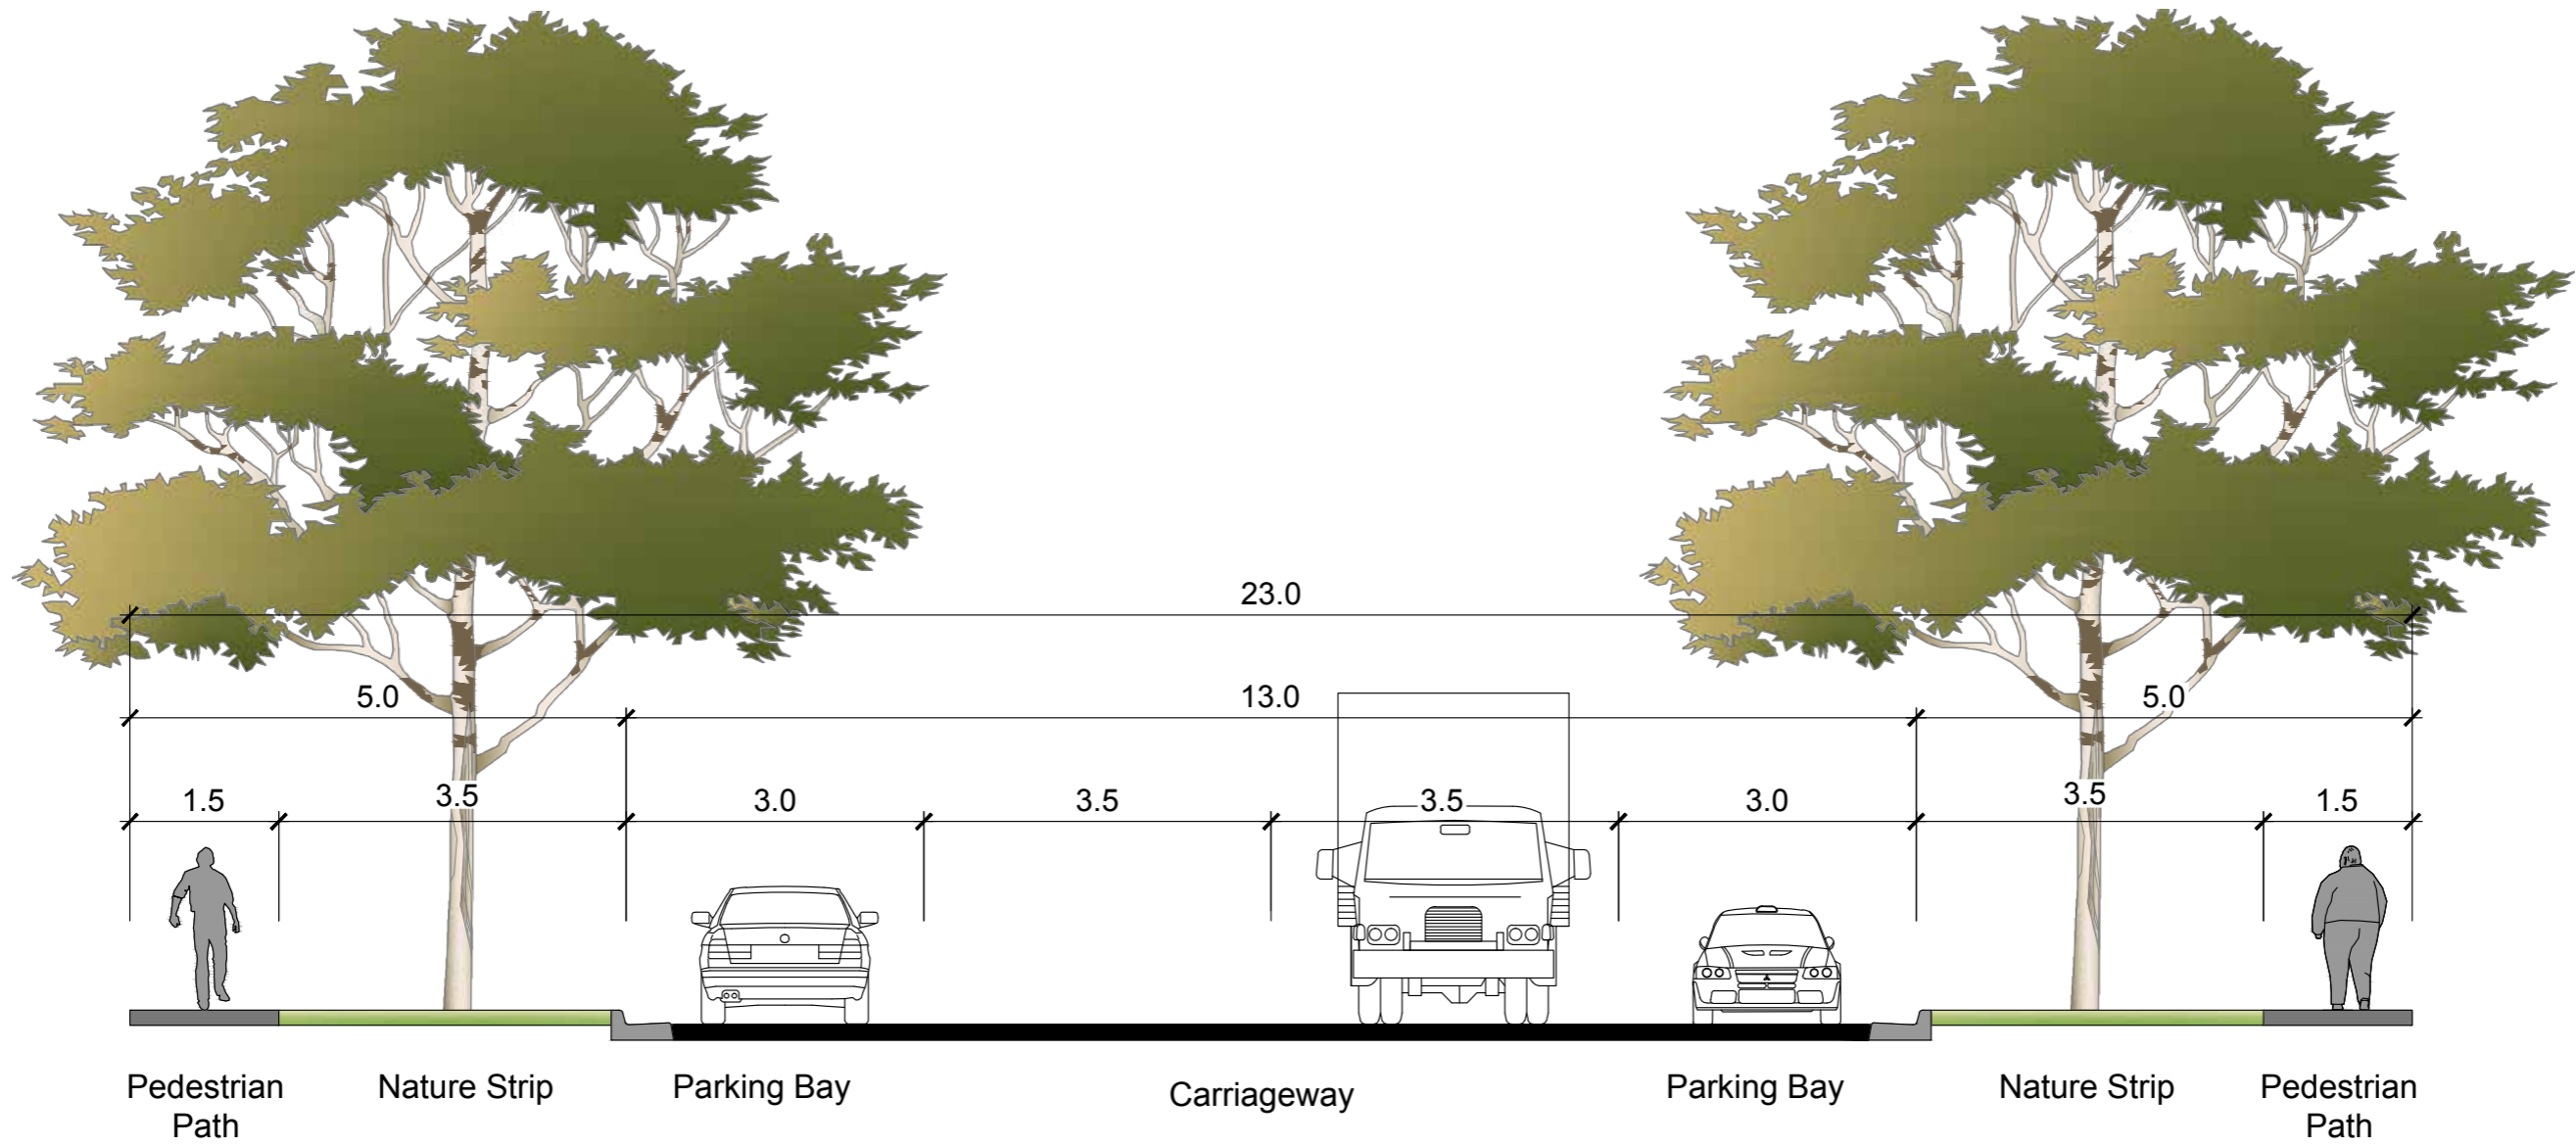 23.0
5.0 13.0 5.0
1.5 3.5 3.0 3.5 3.5 3.0 3.5 1.5
Pedestrian Path
Nature Strip
Parking Bay
Carriageway
Parking Bay
Nature Strip
Pedestrian Path